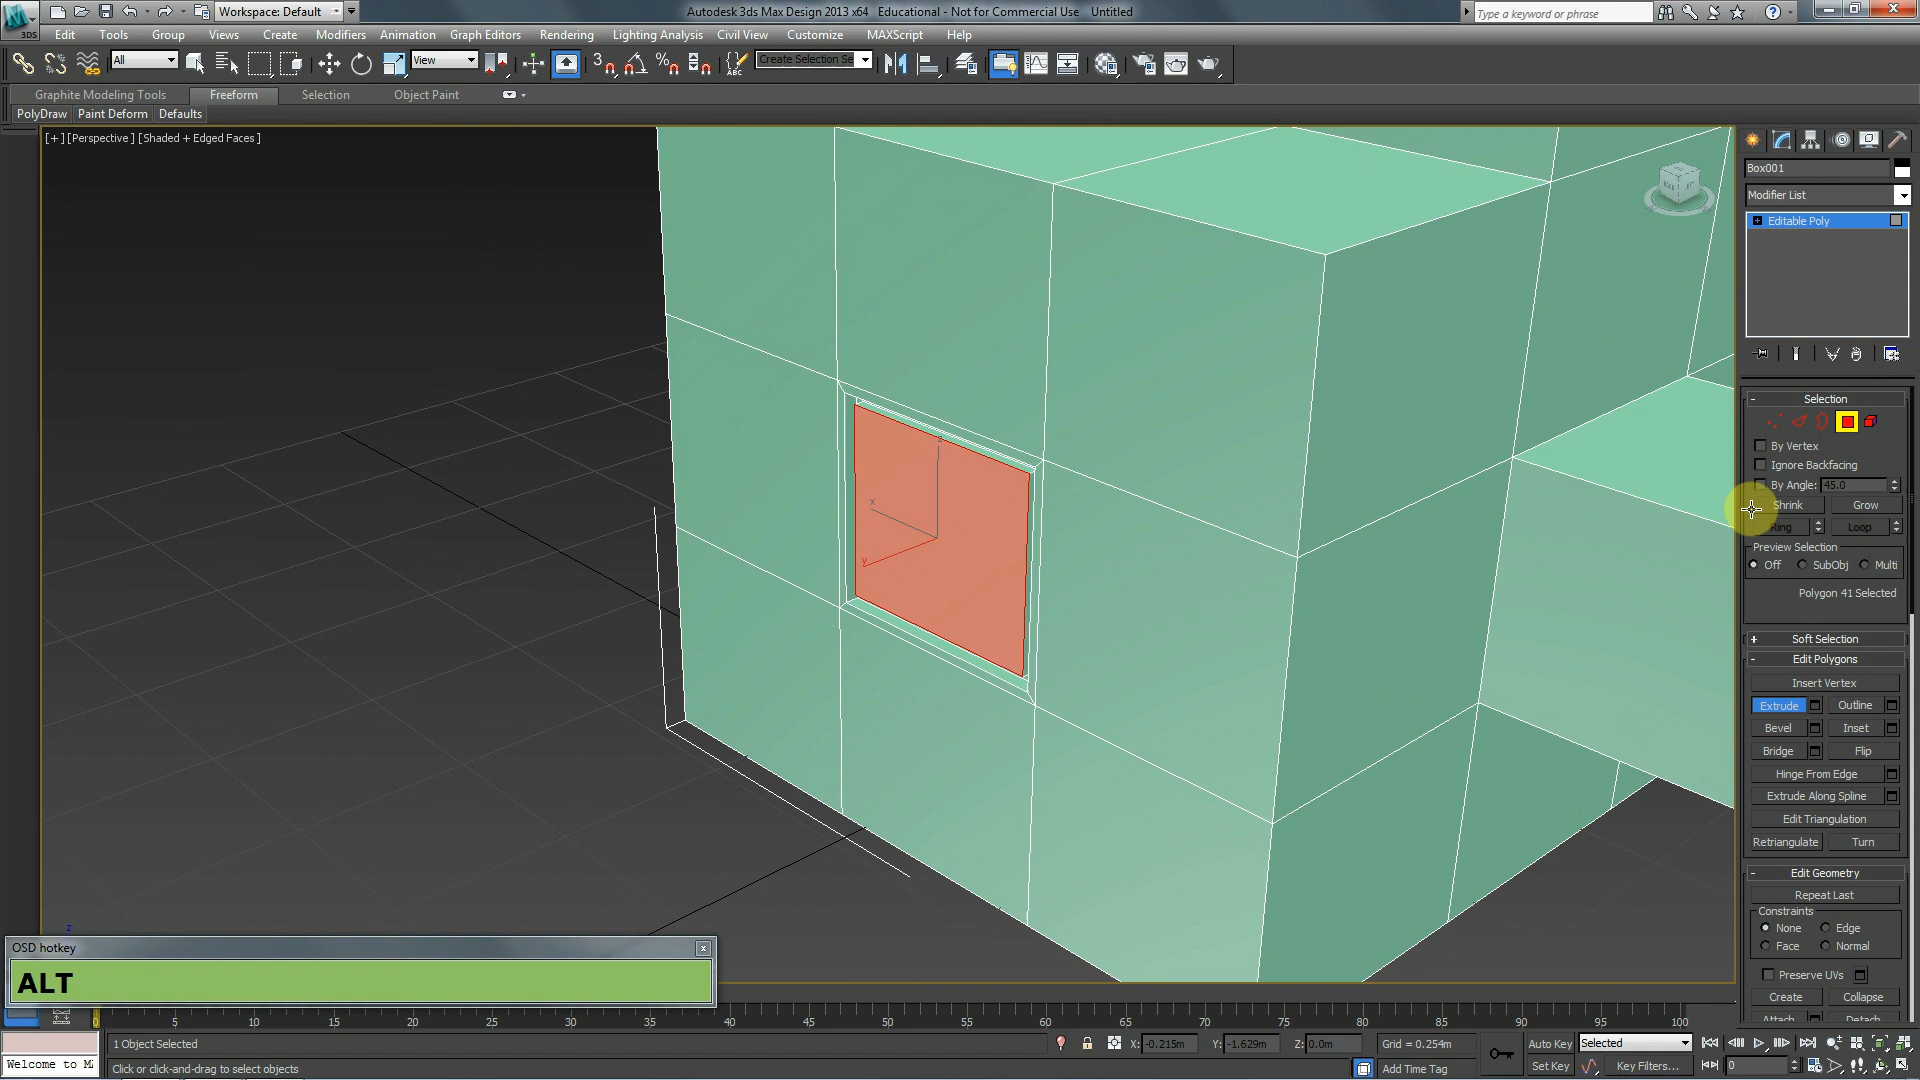 Workspace: Default
Autodesk 3ds Max Design 2013 x64 Educational - Not for Commercial Use Untitled
Type a keyword or phrase
3DS
Edit Tools Group Views Create Modifiers Animation Graph Editors Rendering Lighting Analysis Civil View Customize MAXScript Help
All View 3 Create Selection Se
Graphite Modeling Tools Freeform Selection Object Paint
PolyDraw Paint Deform Defaults
[+] [Perspective] [Shaded + Edged Faces]
Box001
Modifier List
Editable Poly
- Selection
By Vertex
Ignore Backfacing
By Angle: 45.0
Shrink Grow
Ring Loop
Preview Selection
Off SubObj Multi
Polygon 41 Selected
+ Soft Selection
- Edit Polygons
Insert Vertex
Extrude Outline
Bevel Inset
Bridge Flip
Hinge From Edge
Extrude Along Spline
Edit Triangulation
Retriangulate Turn
- Edit Geometry
Repeat Last
Constraints
None Edge
Face Normal
Preserve UVs
Create Collapse
Attach Detach
z
x
y
z
OSD hotkey x
ALT
5 10 15 20 25 30 35 40 45 50 55 60 65 70 75 80 85 90 95 100
1 Object Selected X: -0.215m Y: -1.629m Z: 0.0m Grid = 0.254m Auto Key Selected
Welcome to M Click or click-and-drag to select objects Add Time Tag Set Key Key Filters... 0